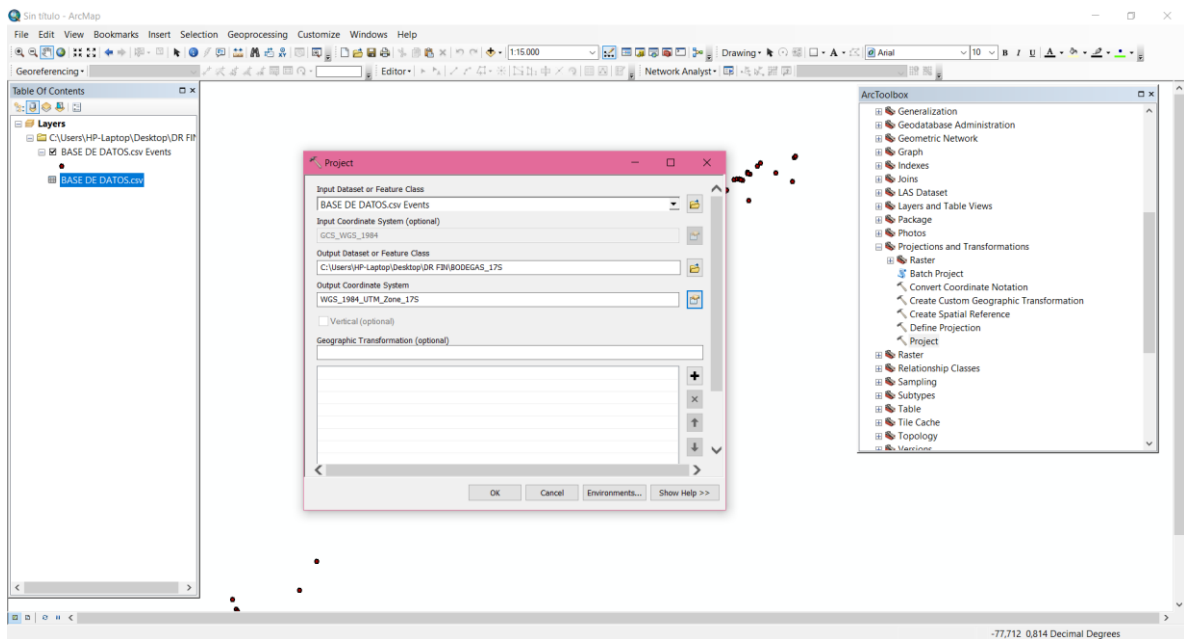 Sin título - ArcMap
File Edit View Bookmarks Insert Selection Geoprocessing Customize Windows Help
1:15.000
Drawing
A
Arial
10
B I U A
Georeferencing
Editor
Network Analyst
Table Of Contents
Layers
C:\Users\HP-Laptop\Desktop\DR FIN
BASE DE DATOS.csv Events
BASE DE DATOS.csv
Project
Input Dataset or Feature Class
BASE DE DATOS.csv Events
Input Coordinate System (optional)
GCS_WGS_1984
Output Dataset or Feature Class
C:\Users\HP-Laptop\Desktop\DR FIN\BODEGAS_17S
Output Coordinate System
WGS_1984_UTM_Zone_17S
Vertical (optional)
Geographic Transformation (optional)
OK Cancel Environments... Show Help >>
ArcToolbox
Generalization
Geodatabase Administration
Geometric Network
Graph
Indexes
Joins
LAS Dataset
Layers and Table Views
Package
Photos
Projections and Transformations
Raster
Batch Project
Convert Coordinate Notation
Create Custom Geographic Transformation
Create Spatial Reference
Define Projection
Project
Raster
Relationship Classes
Sampling
Subtypes
Table
Tile Cache
Topology
Versions
-77,712 0,814 Decimal Degrees